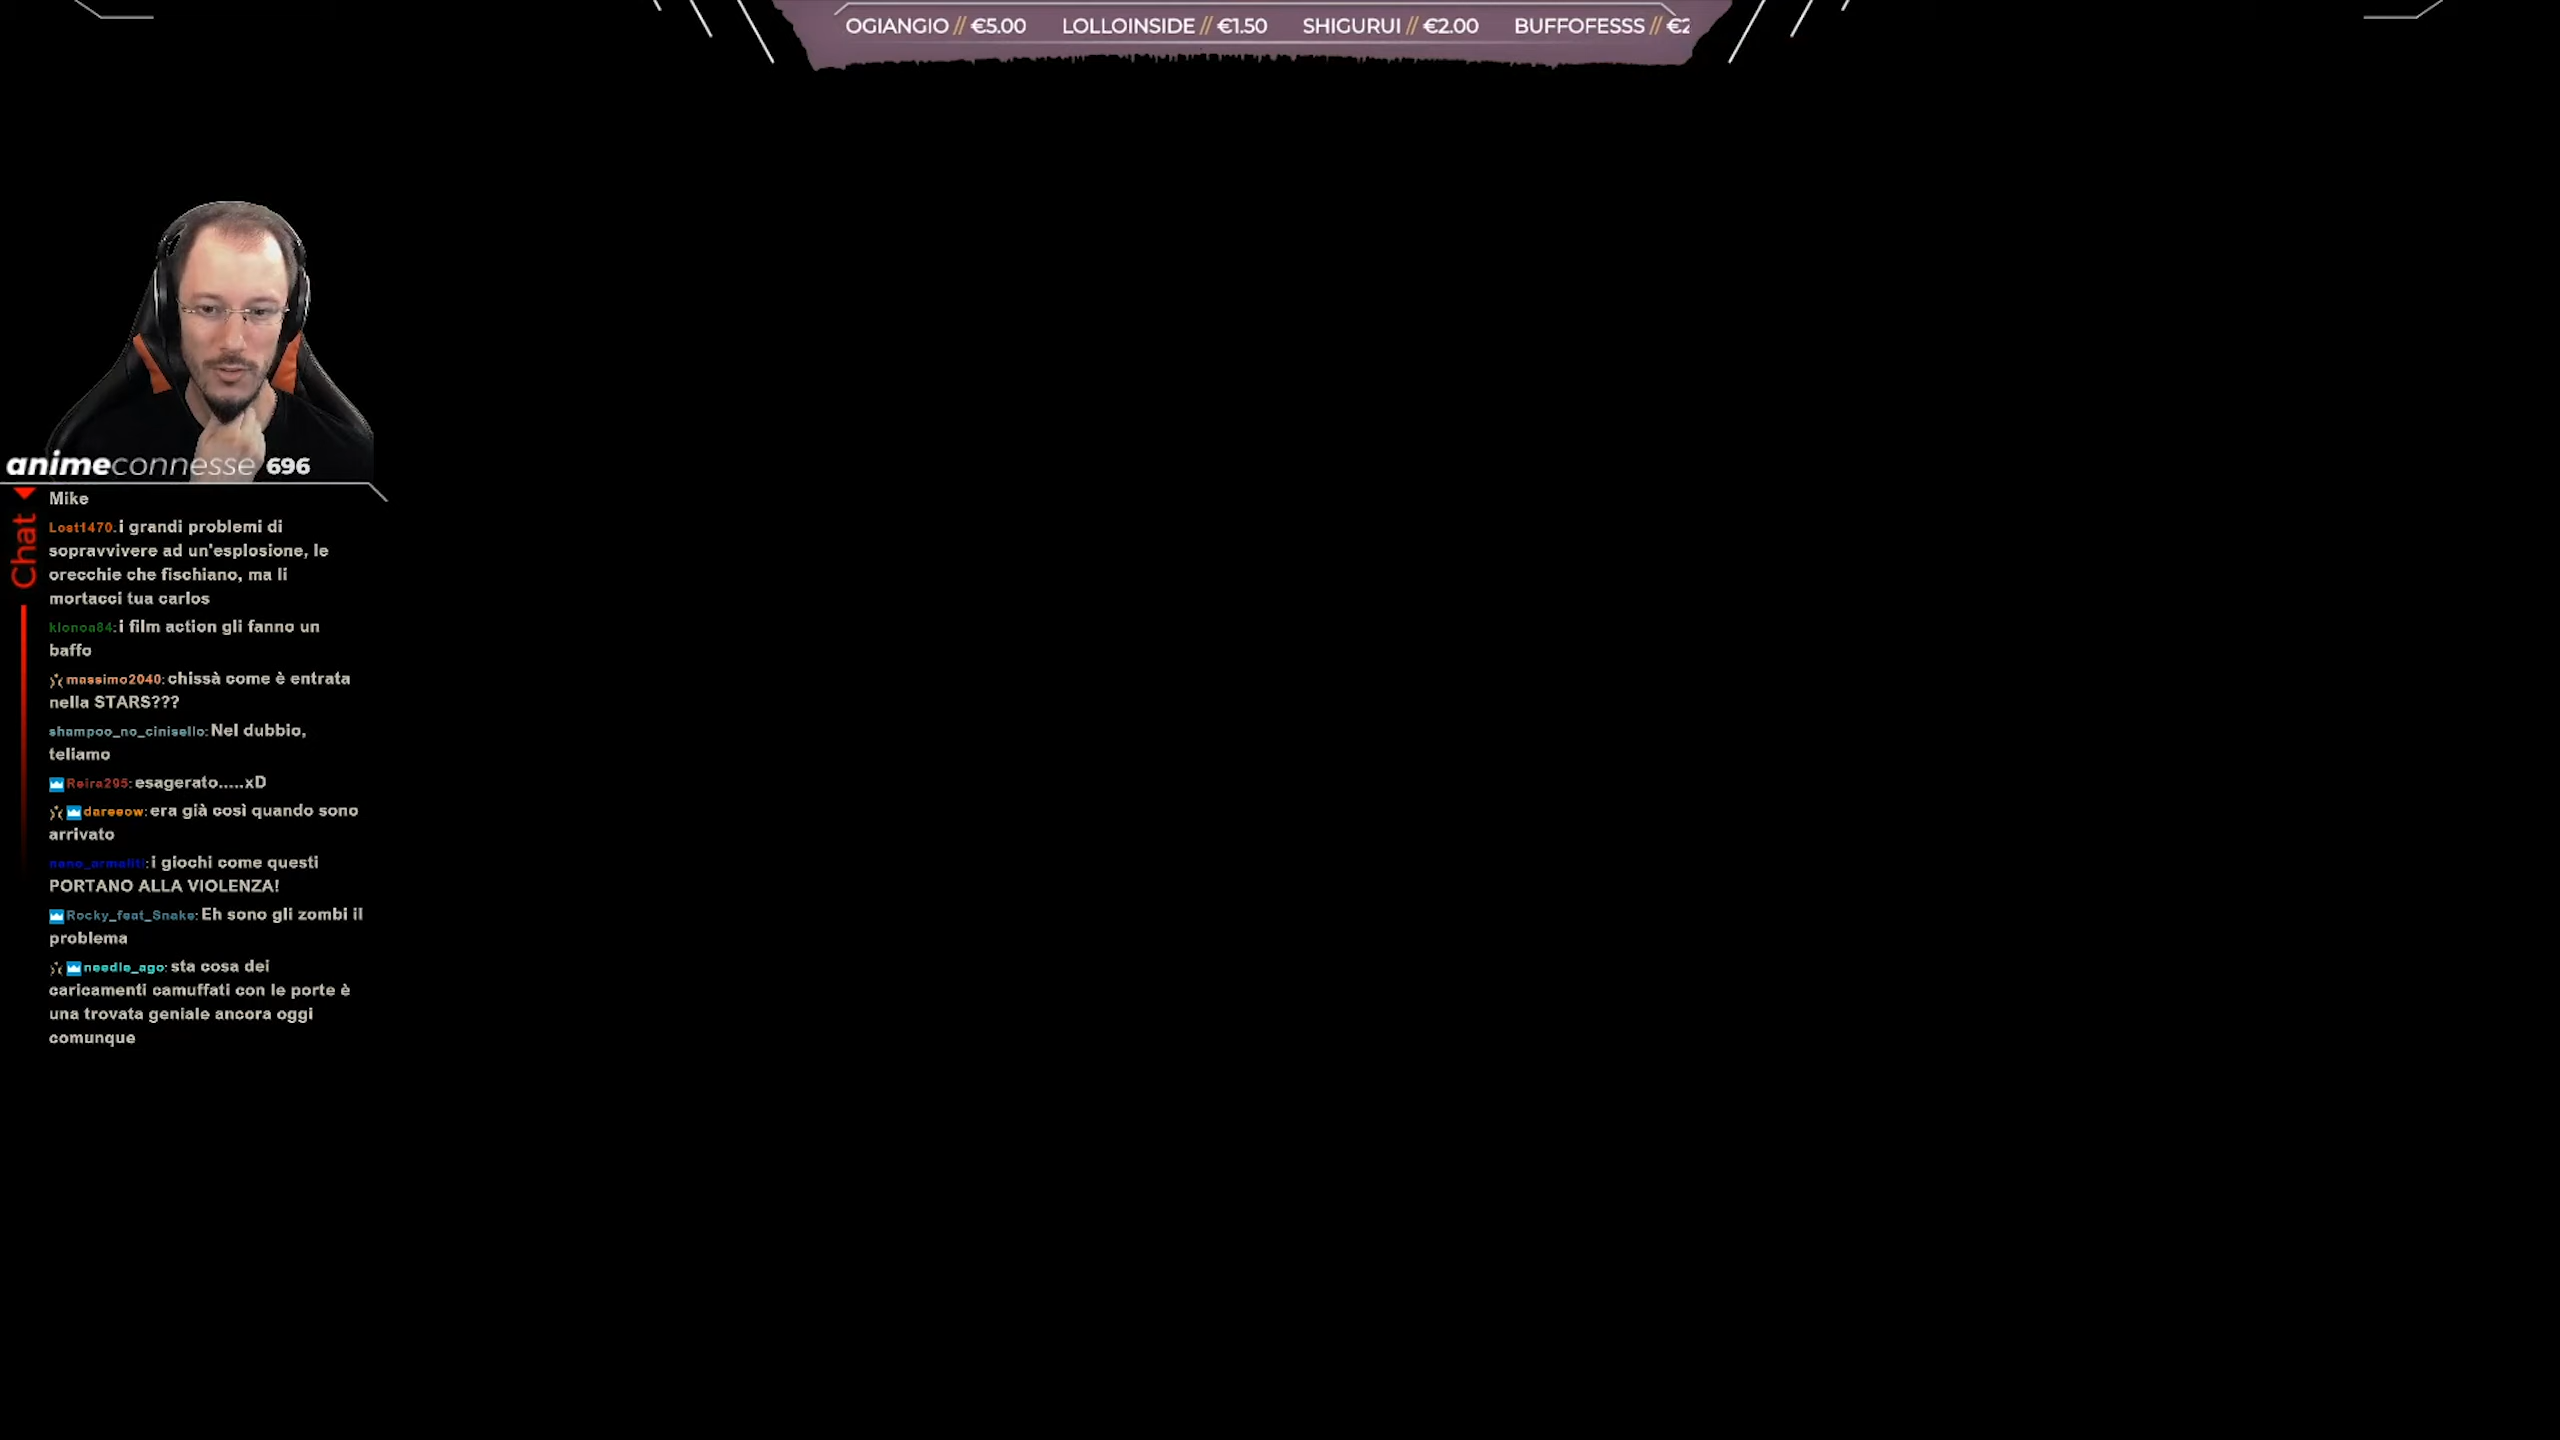 OGIANGIO // €5.00 LOLLOINSIDE // €1.50 SHIGURUI // €2.00 BUFFOFESSS // €2
animeconnesse 696
Chat
Mike
Lost1470: i grandi problemi di
sopravvivere ad un'esplosione, le
orecchie che fischiano, ma li
mortacci tua carlos
klonoa84: i film action gli fanno un
baffo
massimo2040: chissà come è entrata
nella STARS???
shampoo_no_cinisello: Nel dubbio,
teliamo
Reira295: esagerato.....xD
dareeow: era già così quando sono
arrivato
nano_armaliti: i giochi come questi
PORTANO ALLA VIOLENZA!
Rocky_feat_Snake: Eh sono gli zombi il
problema
needle_ago: sta cosa dei
caricamenti camuffati con le porte è
una trovata geniale ancora oggi
comunque